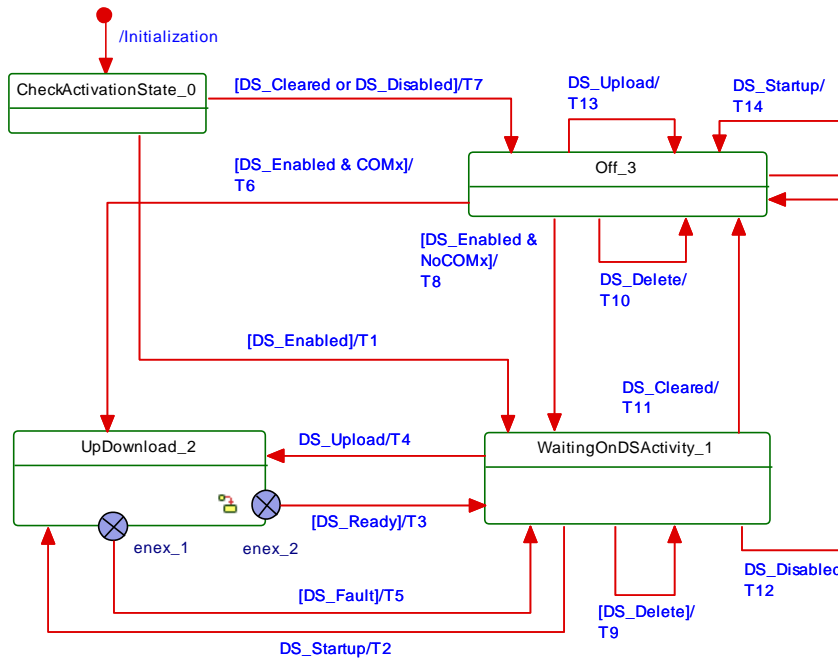 /Initialization
CheckActivationState_0
[DS_Cleared or DS_Disabled]/T7
DS_Upload/
T13
DS_Startup/
T14
[DS_Enabled & COMx]/
T6
Off_3
[DS_Enabled &
NoCOMx]/
T8
DS_Delete/
T10
[DS_Enabled]/T1
DS_Cleared/
T11
UpDownload_2
DS_Upload/T4
WaitingOnDSActivity_1
[DS_Ready]/T3
enex_1
enex_2
[DS_Fault]/T5
[DS_Delete]/
T9
DS_Disabled
T12
DS_Startup/T2